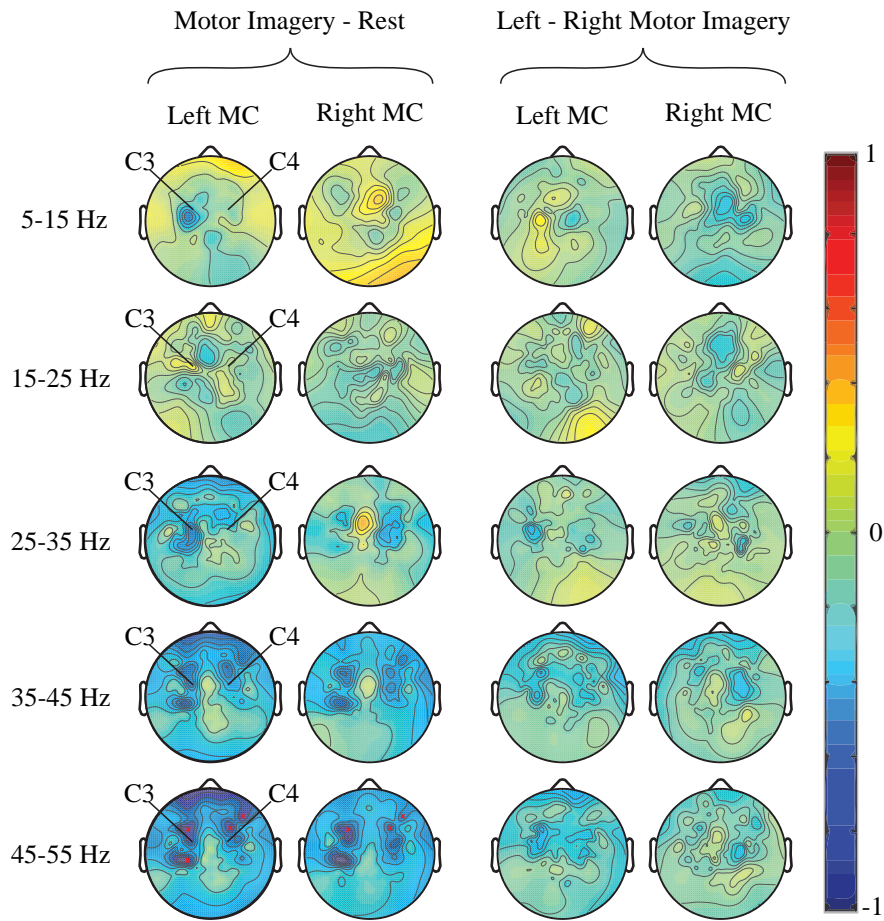 Motor Imagery - Rest
Left - Right Motor Imagery
Left MC
Right MC
Left MC
Right MC
C3
C4
5-15 Hz
C3
C4
15-25 Hz
C3
C4
25-35 Hz
C3
C4
35-45 Hz
C3
C4
45-55 Hz
1
0
-1